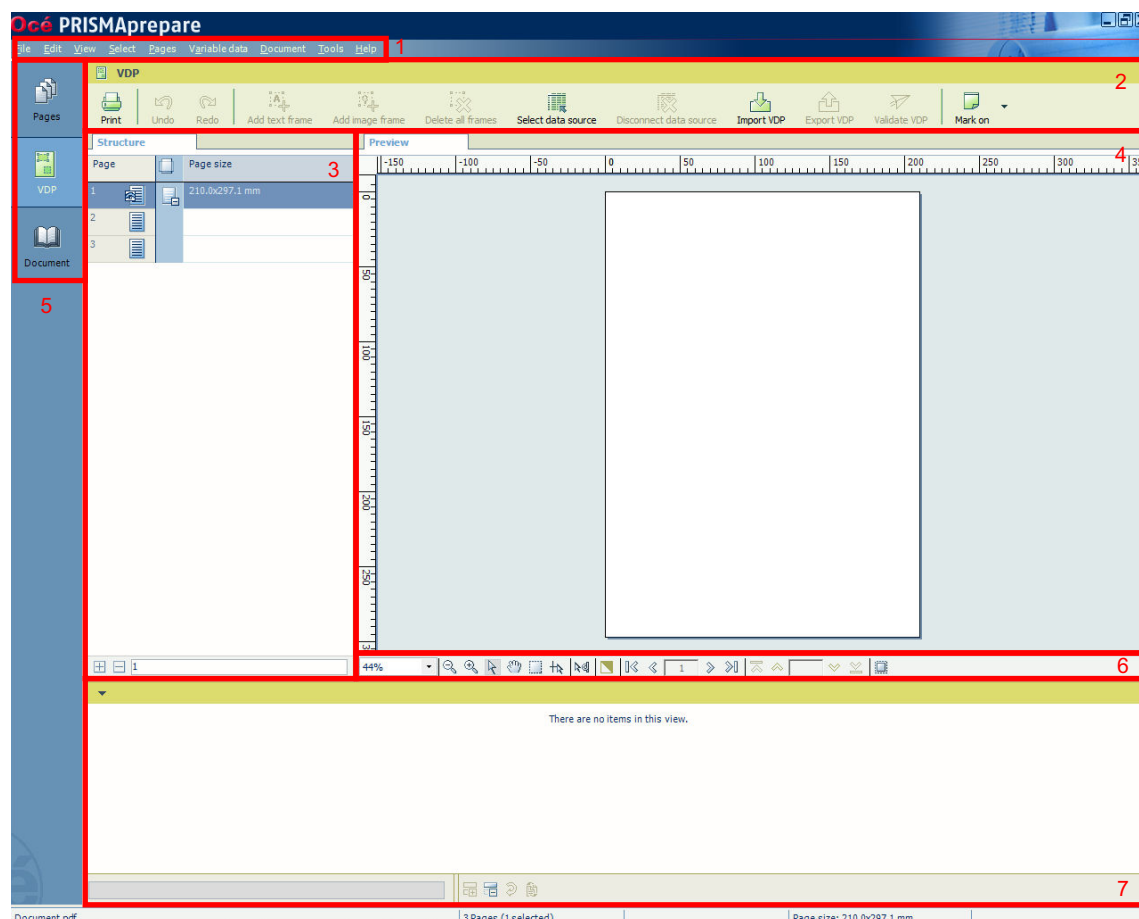 Océ PRISMAprepare
File Edit View Select Pages Variable data Document Tools Help 1
VDP
2
Pages
Print Undo Redo Add text frame Add image frame Delete all frames Select data source Disconnect data source Import VDP Export VDP Validate VDP Mark on
Structure
Preview
Page Page size 3
-150 -100 -50 0 50 100 150 200 250 300 4
VDP
1 210.0x297.1 mm
2
3
Document
5
0
50
100
150
200
250
1
44% 1 6
There are no items in this view.
7
Document.pdf 3 Pages (1 selected) Page size: 210.0x297.1 mm